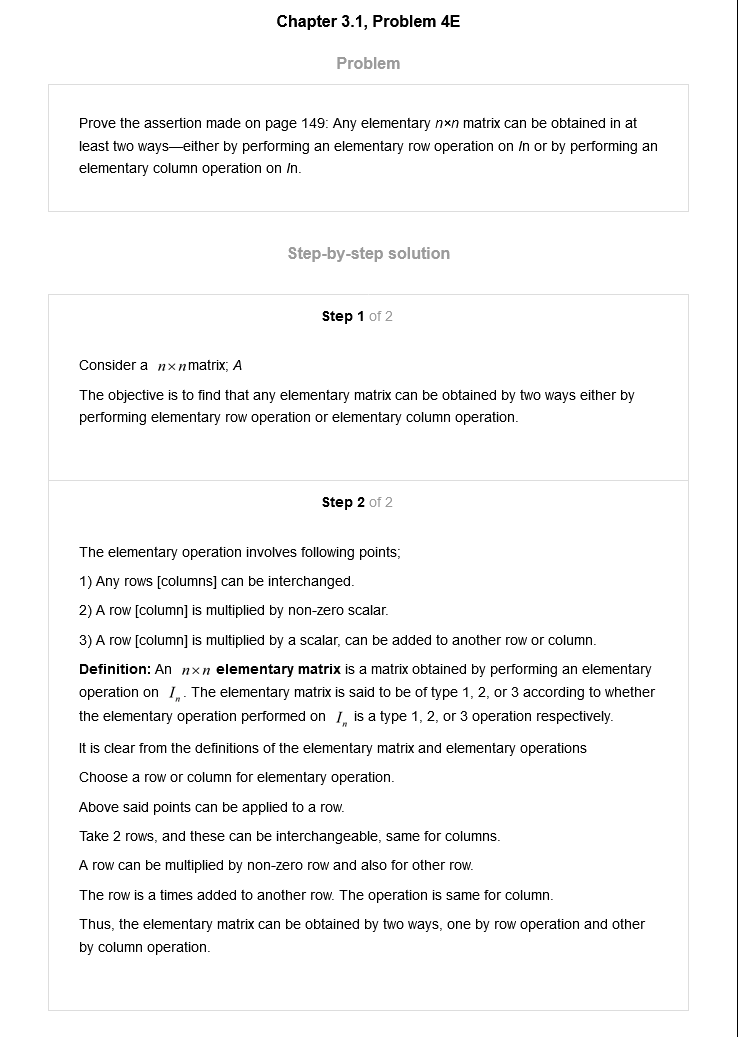 Chapter 3.1, Problem 4E
Problem
Prove the assertion made on page 149: Any elementary n×n matrix can be obtained in at
least two ways—either by performing an elementary row operation on In or by performing an
elementary column operation on In.
Step-by-step solution
Step 1 of 2
Consider a n×n matrix; A
The objective is to find that any elementary matrix can be obtained by two ways either by
performing elementary row operation or elementary column operation.
Step 2 of 2
The elementary operation involves following points;
1) Any rows [columns] can be interchanged.
2) A row [column] is multiplied by non-zero scalar.
3) A row [column] is multiplied by a scalar, can be added to another row or column.
Definition: An n×n elementary matrix is a matrix obtained by performing an elementary
operation on Iₙ. The elementary matrix is said to be of type 1, 2, or 3 according to whether
the elementary operation performed on Iₙ is a type 1, 2, or 3 operation respectively.
It is clear from the definitions of the elementary matrix and elementary operations
Choose a row or column for elementary operation.
Above said points can be applied to a row.
Take 2 rows, and these can be interchangeable, same for columns.
A row can be multiplied by non-zero row and also for other row.
The row is a times added to another row. The operation is same for column.
Thus, the elementary matrix can be obtained by two ways, one by row operation and other
by column operation.